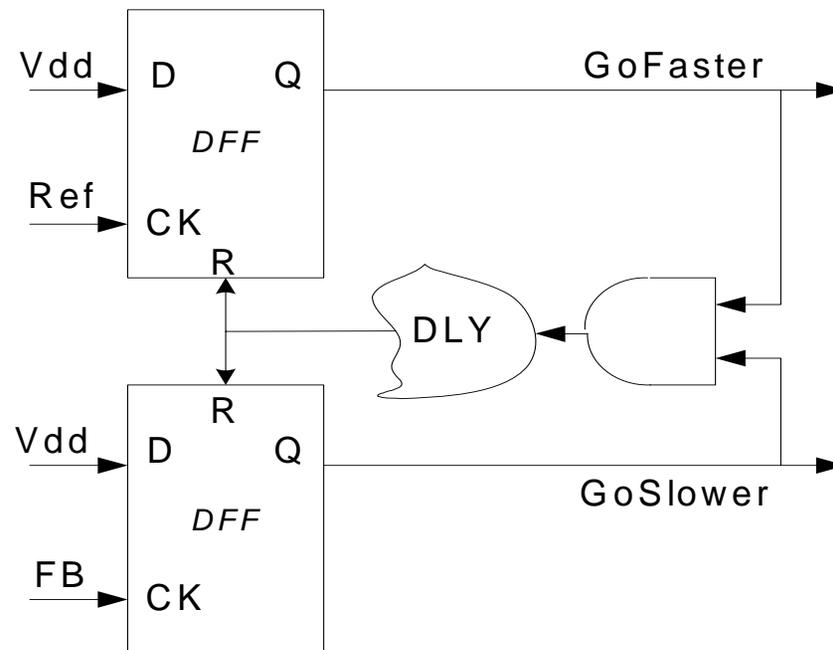 Vdd
D
Q
GoFaster
DFF
Ref
CK
R
DLY
R
Vdd
D
Q
GoSlower
DFF
FB
CK